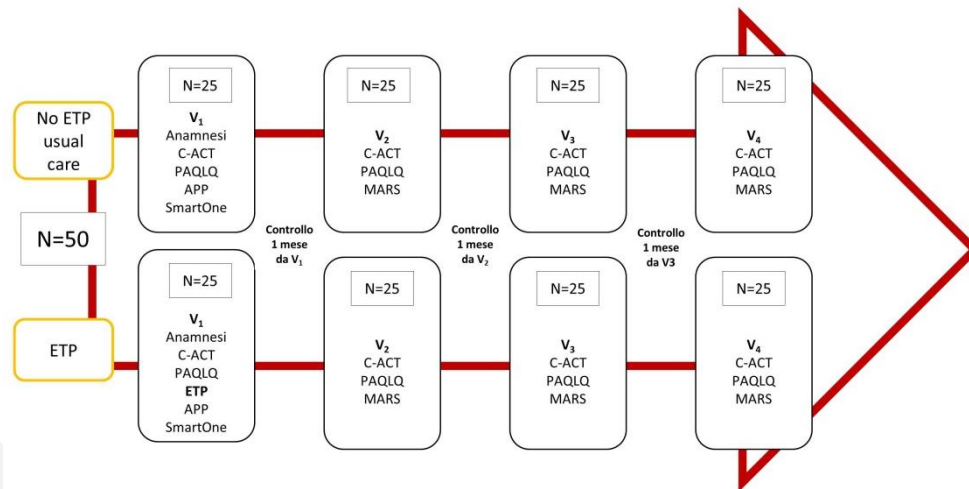 No ETP
usual
care
N=50
ETP
N=25
V₁
Anamnesi
C-ACT
PAQLQ
APP
SmartOne
N=25
V₂
C-ACT
PAQLQ
MARS
N=25
V₃
C-ACT
PAQLQ
MARS
N=25
V₄
C-ACT
PAQLQ
MARS
Controllo
1 mese
da V₁
Controllo
1 mese
da V₂
Controllo
1 mese
da V3
N=25
V₁
Anamnesi
C-ACT
PAQLQ
ETP
APP
SmartOne
N=25
V₂
C-ACT
PAQLQ
MARS
N=25
V₃
C-ACT
PAQLQ
MARS
N=25
V₄
C-ACT
PAQLQ
MARS